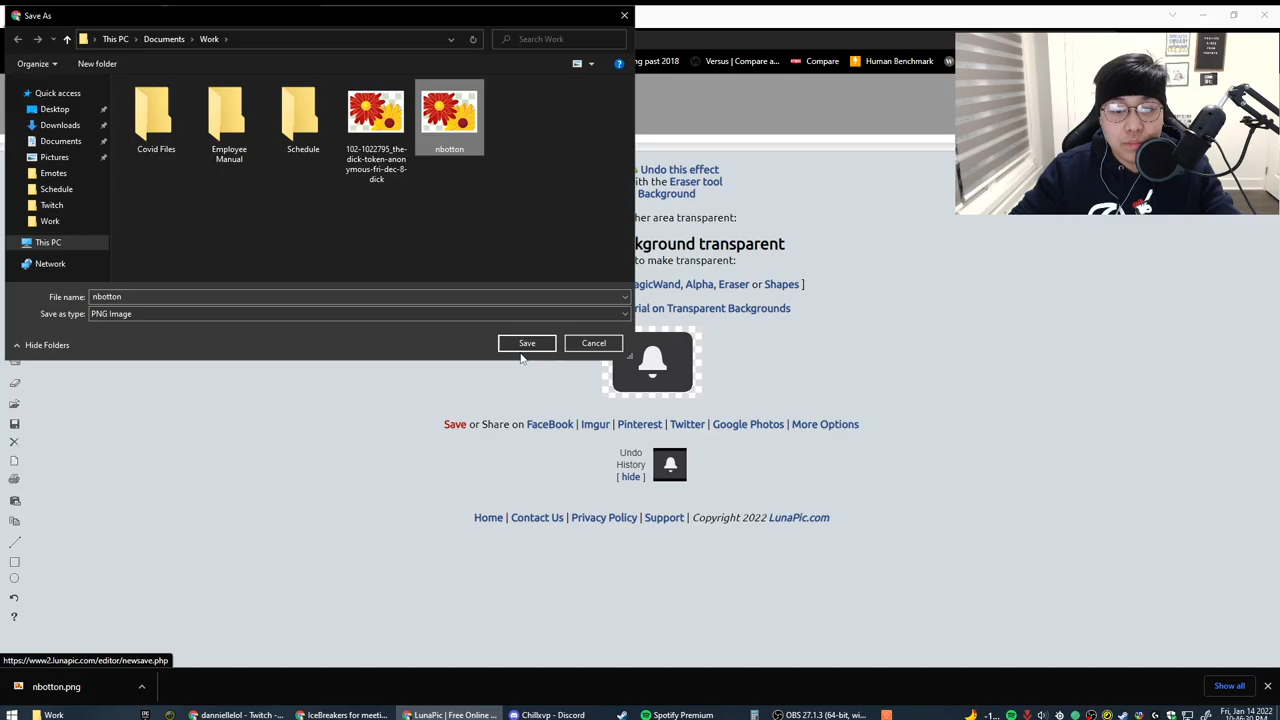 Save As
This PC > Documents > Work >
Search Work
Organize
New folder
Quick access
Desktop
Downloads
Documents
Pictures
Emotes
Schedule
Twitch
Work
This PC
Network
Covid Files
Employee
Manual
Schedule
102-1022795_the-
dick-token-anon
ymous-fri-dec-8-
dick
nbotton
File name: nbotton
Save as type: PNG Image
Hide Folders
Save
Cancel
ng past 2018
Versus | Compare a...
Compare
Human Benchmark
Undo this effect
with the Eraser tool
Background
her area transparent:
kground transparent
to make transparent:
agicWand, Alpha, Eraser or Shapes ]
rial on Transparent Backgrounds
Save or Share on FaceBook | Imgur | Pinterest | Twitter | Google Photos | More Options
Undo
History
[ hide ]
Home | Contact Us | Privacy Policy | Support | Copyright 2022 LunaPic.com
https://www2.lunapic.com/editor/newsave.php
nbotton.png
Show all
Work
danniellelol - Twitch -...
IceBreakers for meeti...
LunaPic | Free Online ...
Chillxvp - Discord
Spotify Premium
OBS 27.1.3 (64-bit, wi...
-1...
Fri, Jan 14 2022
10:46:30 PM